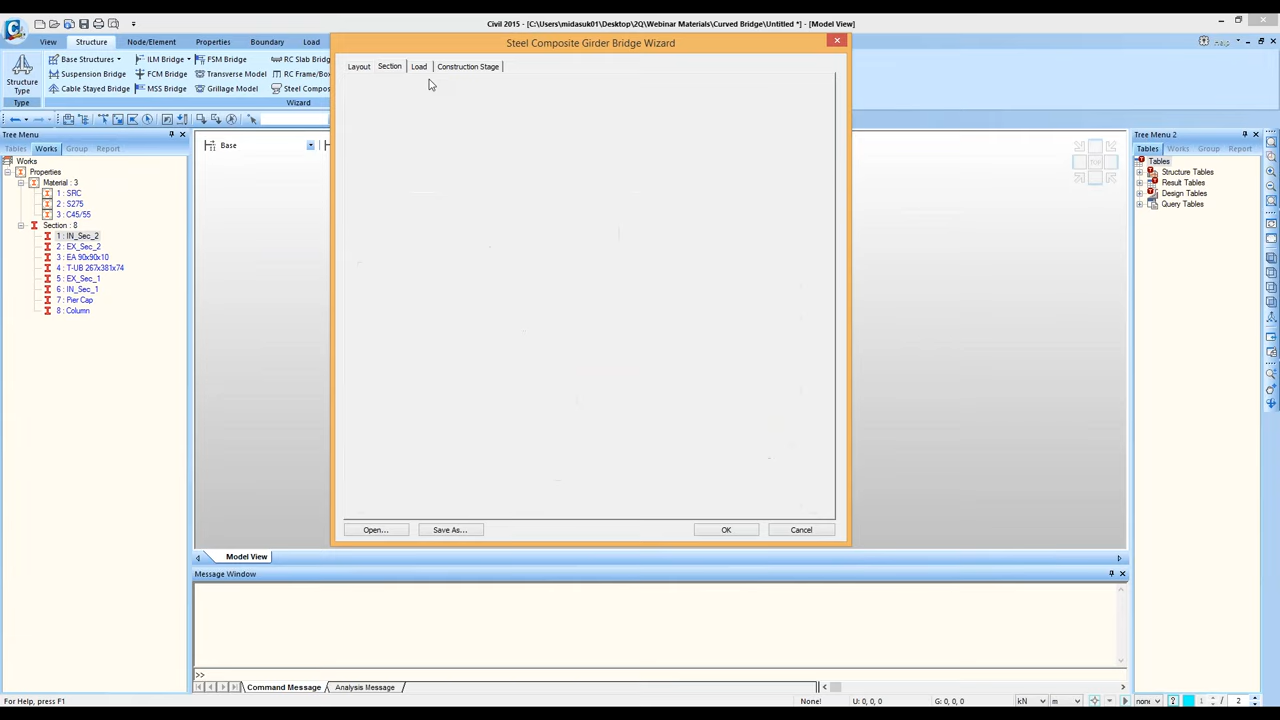 Civil 2015 - [C:\Users\midasuk01\Desktop\2Q\Webinar Materials\Curved Bridge\Untitled *] - [Model View]
View Structure Node/Element Properties Boundary Load
Steel Composite Girder Bridge Wizard
Help
Structure Type
Base Structures
ILM Bridge
FSM Bridge
RC Slab Bridg
Suspension Bridge
FCM Bridge
Transverse Model
RC Frame/Box
Cable Stayed Bridge
MSS Bridge
Grillage Model
Steel Compos
Type
Wizard
Layout Section Load Construction Stage
Tree Menu
Tables Works Group Report
Works
Properties
Material : 3
1 : SRC
2 : S275
3 : C45/55
Section : 8
1 : IN_Sec_2
2 : EX_Sec_2
3 : EA 90x90x10
4 : T-UB 267x381x74
5 : EX_Sec_1
6 : IN_Sec_1
7 : Pier Cap
8 : Column
Base
TOP
Tree Menu 2
Tables Works Group Report
Tables
Structure Tables
Result Tables
Design Tables
Query Tables
Open... Save As... OK Cancel
Model View
Message Window
>>
Command Message Analysis Message
For Help, press F1
None! U: 0, 0, 0 G: 0, 0, 0 kN m none ? 1 / 2